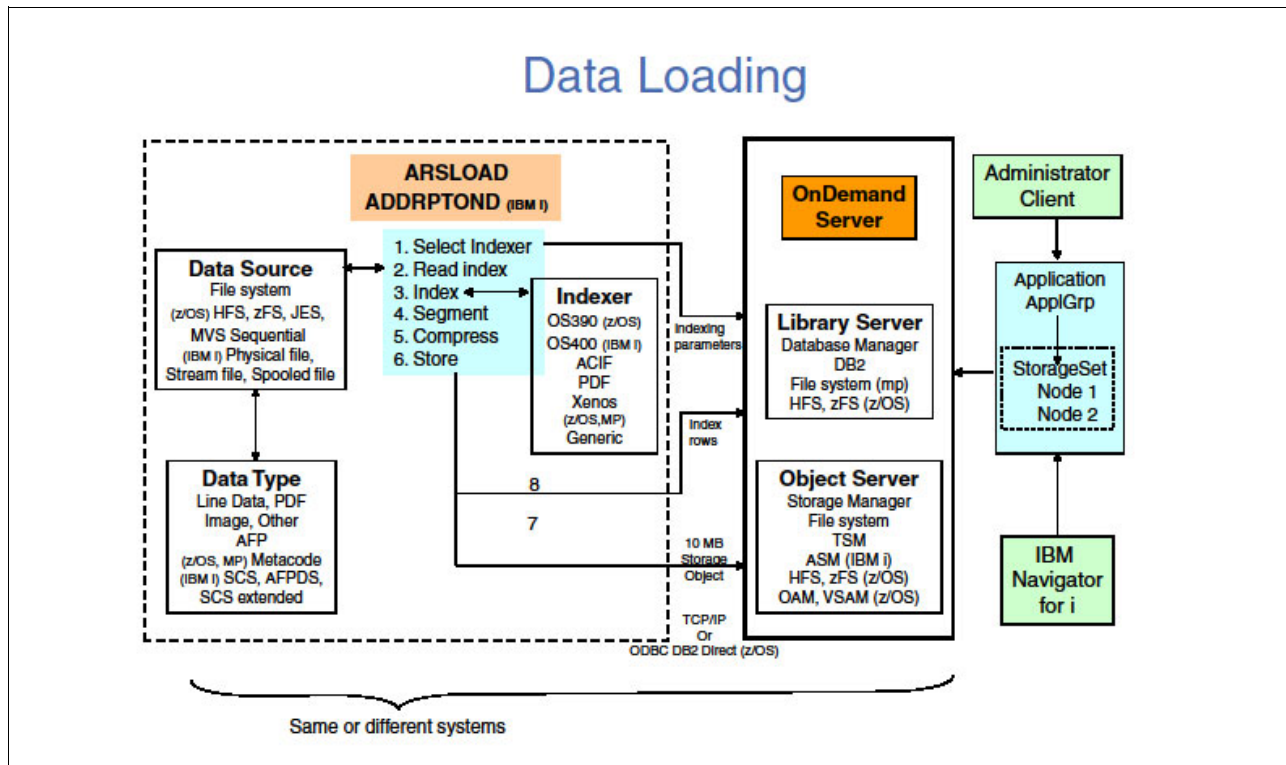 Data Loading
ARSLOAD
ADDRPTOND (IBM I)
1. Select Indexer
2. Read index
3. Index
4. Segment
5. Compress
6. Store
Data Source
File system
(z/OS) HFS, zFS, JES,
MVS Sequential
(IBM I) Physical file,
Stream file, Spooled file
Indexer
OS390 (z/OS)
OS400 (IBM I)
ACIF
PDF
Xenos
(z/OS,MP)
Generic
Data Type
Line Data, PDF
Image, Other
AFP
(z/OS, MP) Metacode
(IBM I) SCS, AFPDS,
SCS extended
8
7
Indexing
parameters
Index
rows
10 MB
Storage
Object
TCP/IP
Or
ODBC DB2 Direct (z/OS)
OnDemand
Server
Library Server
Database Manager
DB2
File system (mp)
HFS, zFS (z/OS)
Object Server
Storage Manager
File system
TSM
ASM (IBM i)
HFS, zFS (z/OS)
OAM, VSAM (z/OS)
Administrator
Client
Application
ApplGrp
StorageSet
Node 1
Node 2
IBM
Navigator
for i
Same or different systems